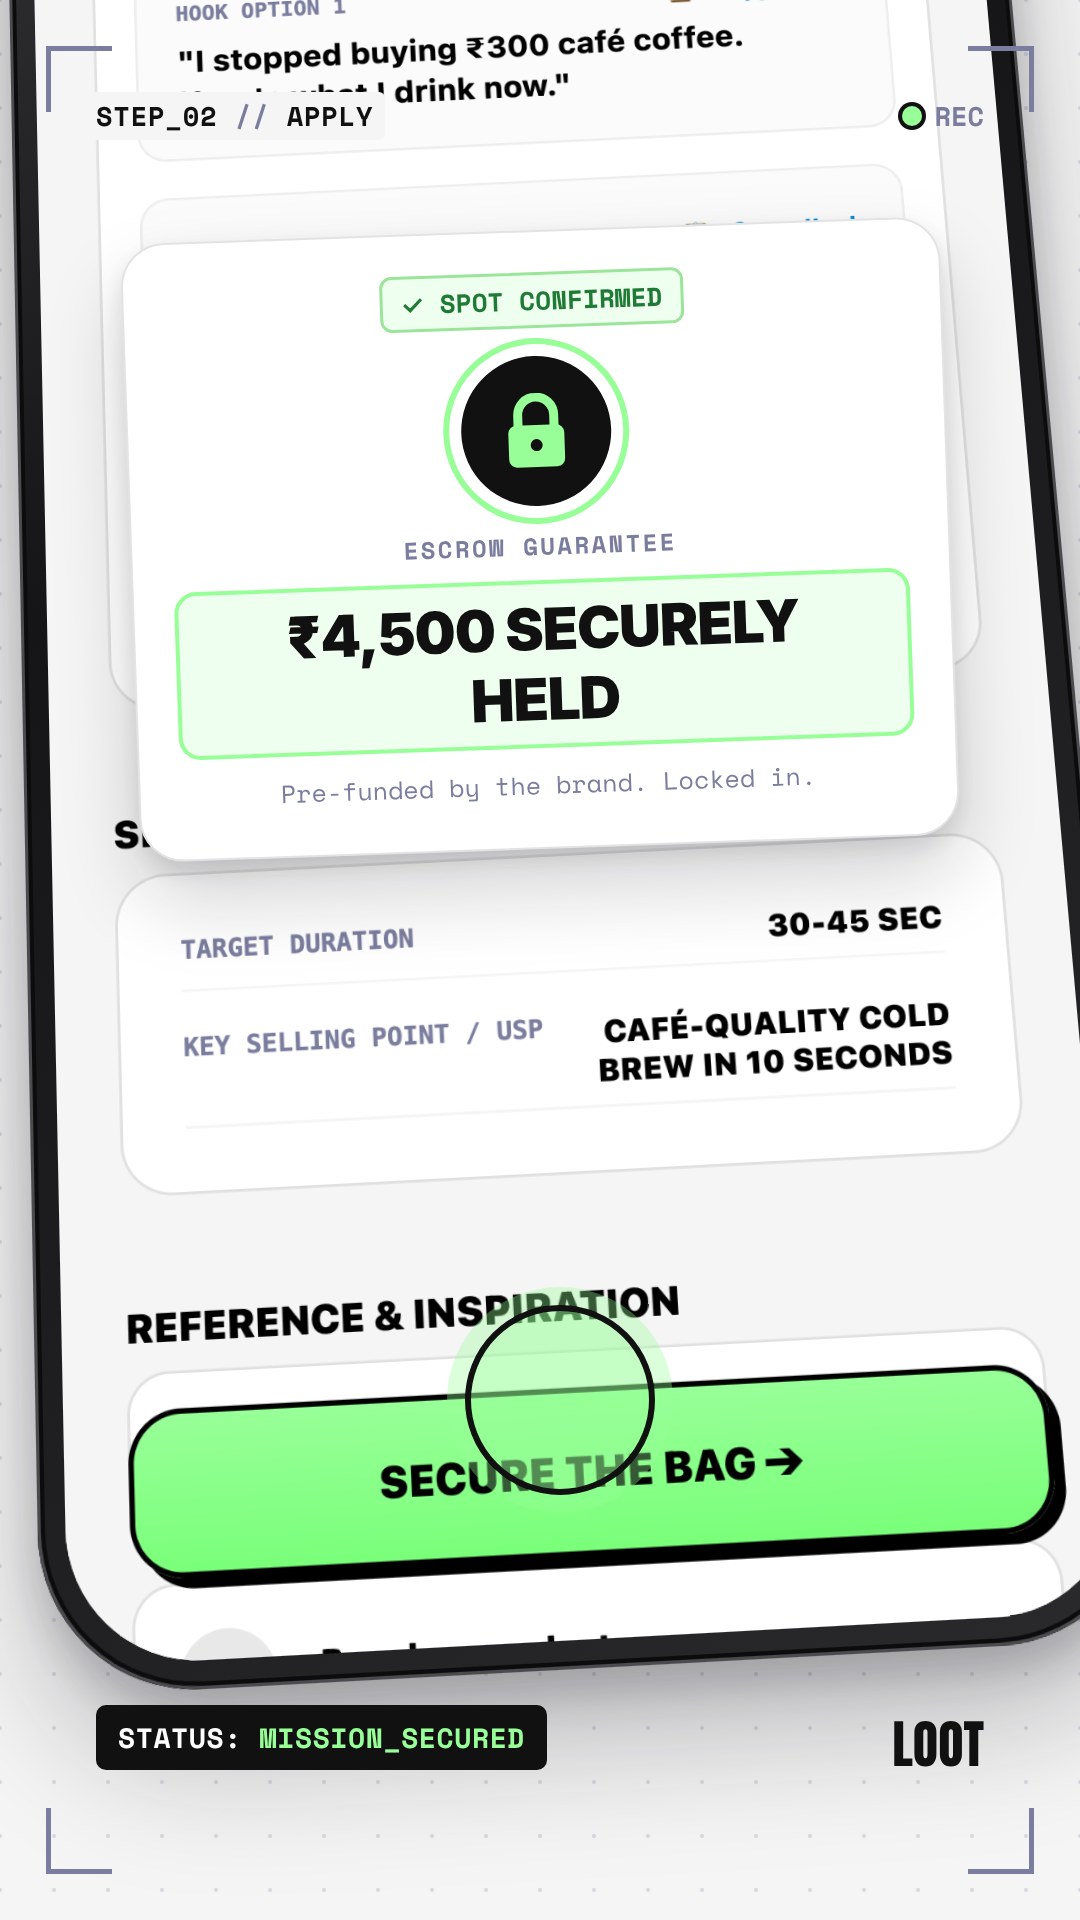 HOOK OPTION 1
"I stopped buying ₹300 café coffee.
I drink now."
STEP_02 // APPLY
REC
✓ SPOT CONFIRMED
ESCROW GUARANTEE
₹4,500 SECURELY
HELD
Pre-funded by the brand. Locked in.
TARGET DURATION
30-45 SEC
KEY SELLING POINT / USP
CAFÉ-QUALITY COLD
BREW IN 10 SECONDS
REFERENCE & INSPIRATION
SECURE THE BAG →
STATUS: MISSION_SECURED
LOOT